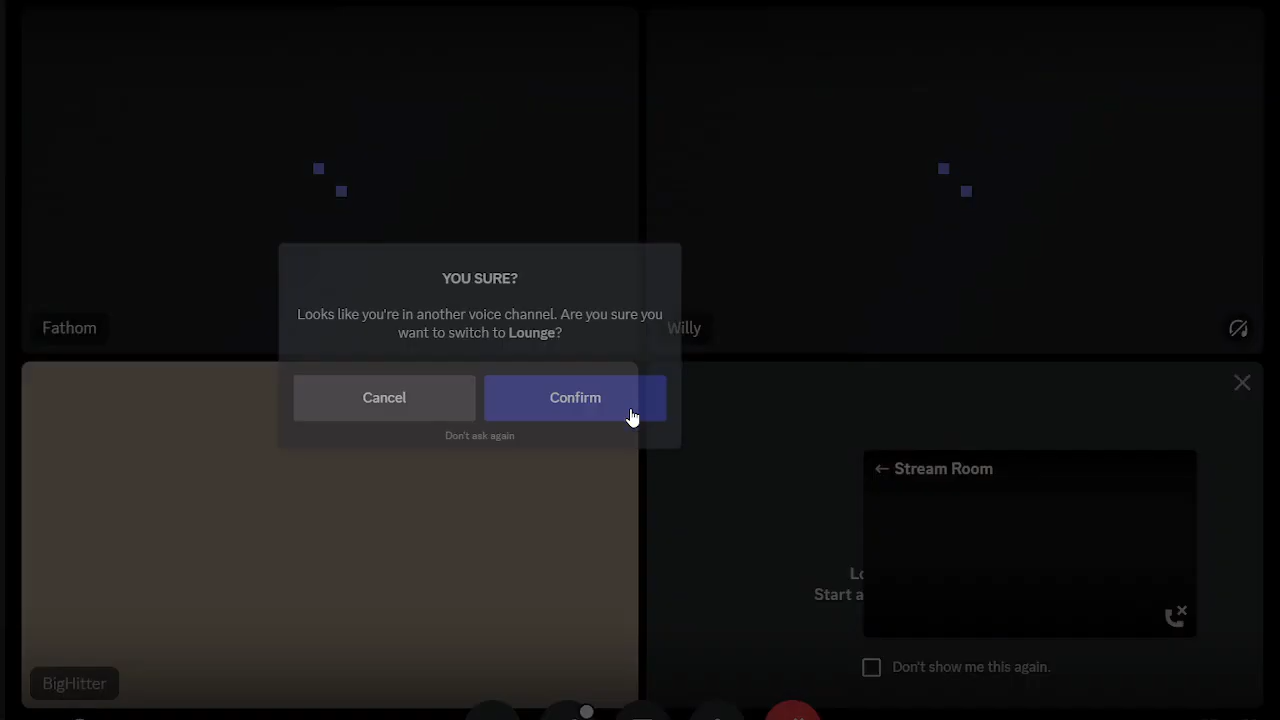 YOU SURE?
Looks like you're in another voice channel. Are you sure you
want to switch to Lounge?
Fathom
Willy
Cancel
Confirm
Don't ask again
← Stream Room
Start a
Don't show me this again.
BigHitter